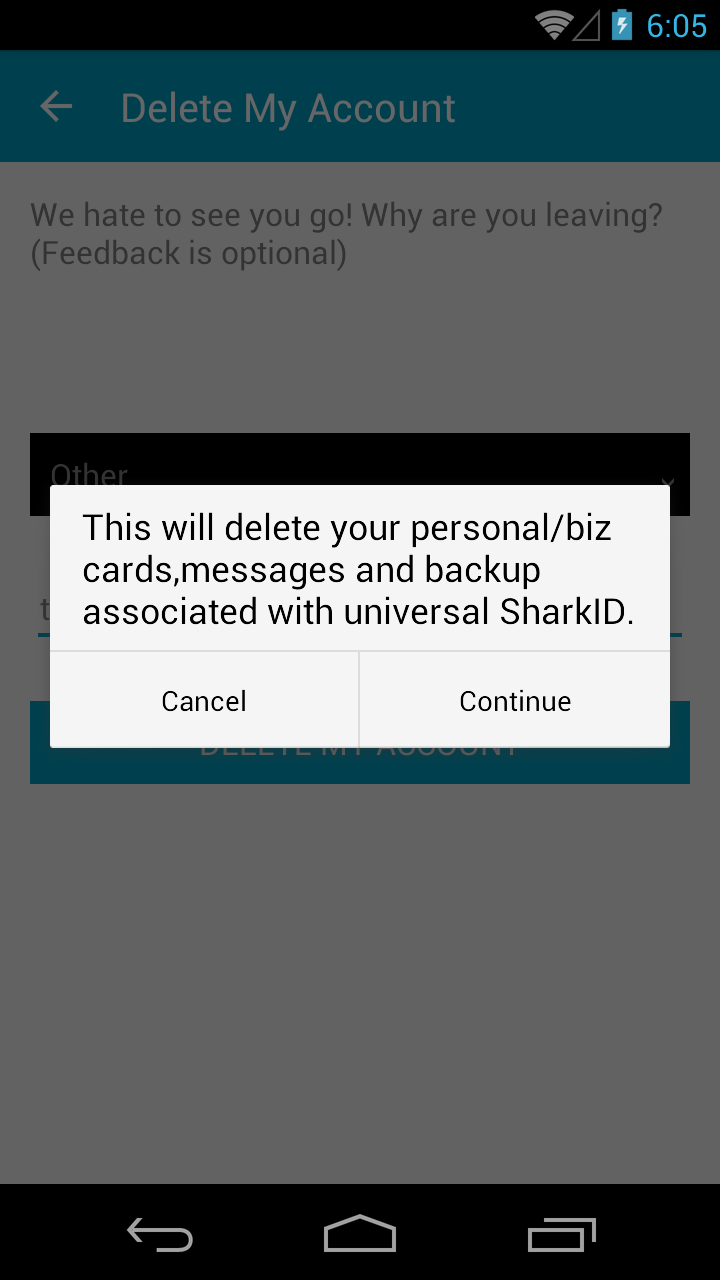 6:05
Delete My Account
We hate to see you go! Why are you leaving?
(Feedback is optional)
Other
This will delete your personal/biz
cards,messages and backup
associated with universal SharkID.
Cancel
Continue
DELETE MY ACCOUNT